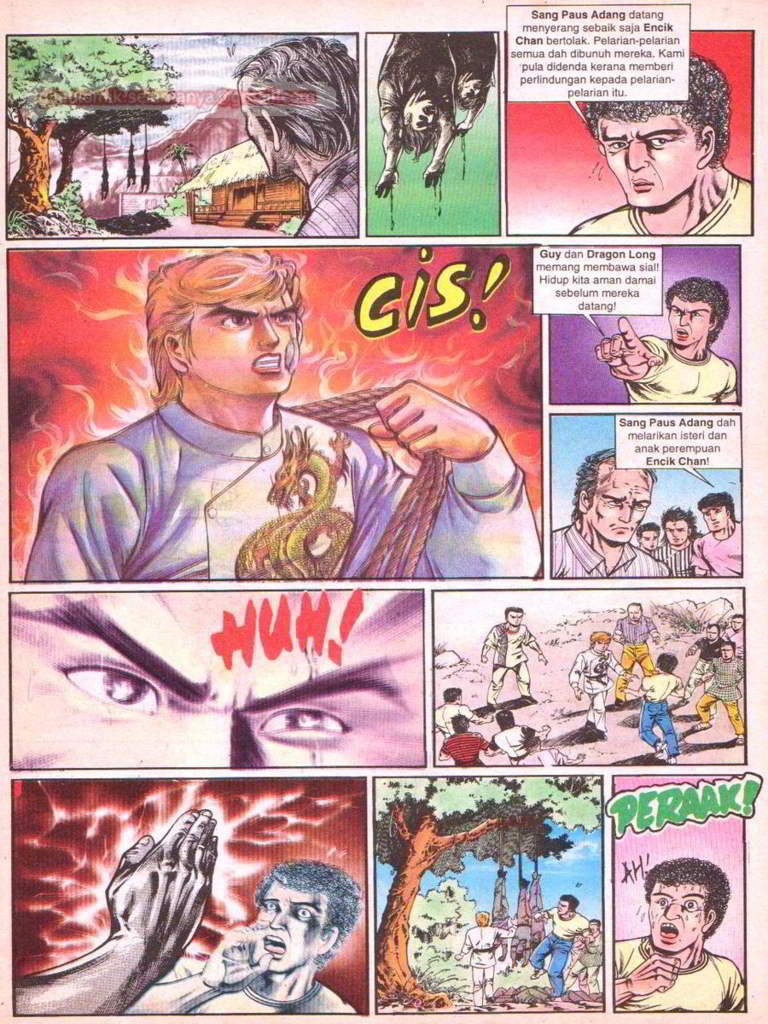 Sang Paus Adang datang
menyerang sebaik saja Encik
Chan bertolak. Pelarian-pelarian
semua dah dibunuh mereka. Kami
pula didenda kerana memberi
perlindungan kepada pelarian-
pelarian itu.
CIS!
Guy dan Dragon Long
memang membawa sial!
Hidup kita aman damai
sebelum mereka
datang!
Sang Paus Adang dah
melarikan isteri dan
anak perempuan
Encik Chan!
HUH!
PERAAK!
AH!